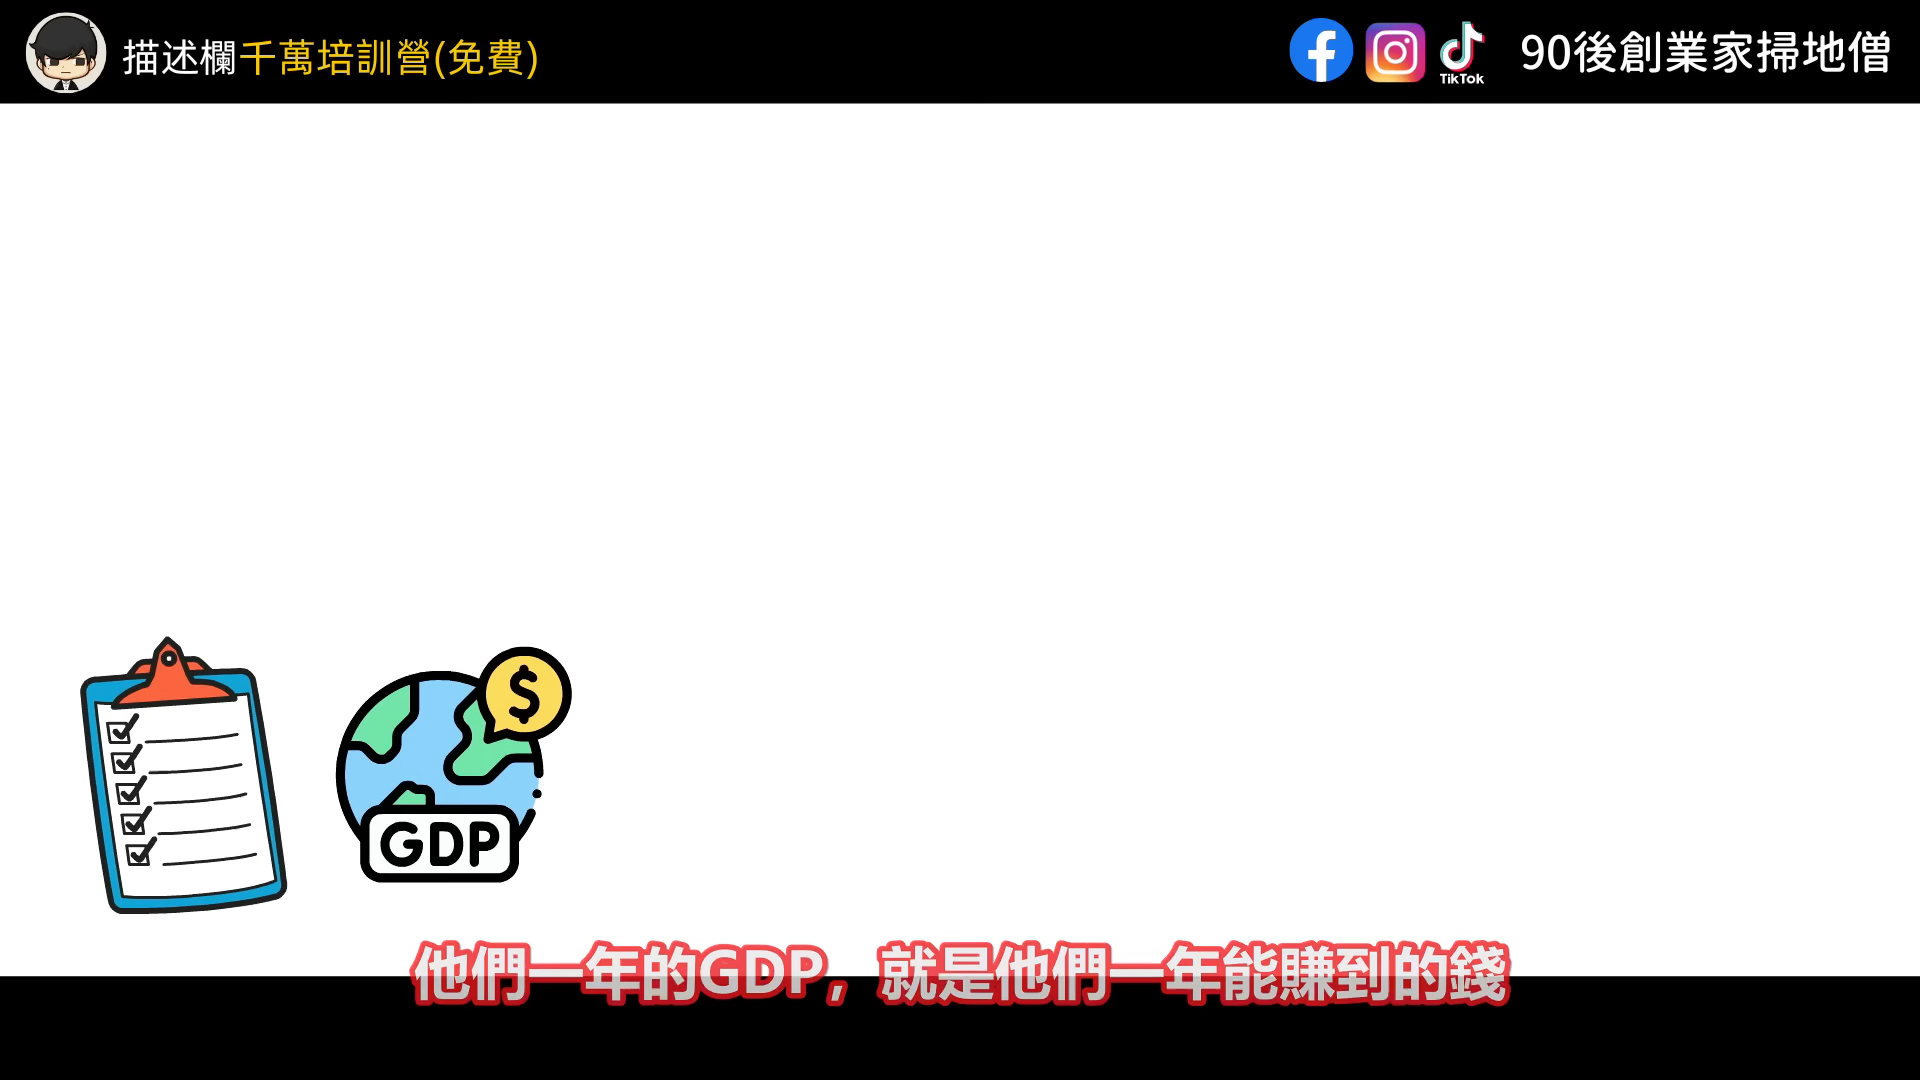 描述欄千萬培訓營(免費)
TikTok
90後創業家掃地僧
$
GDP
他們一年的GDP，就是他們一年能賺到的錢